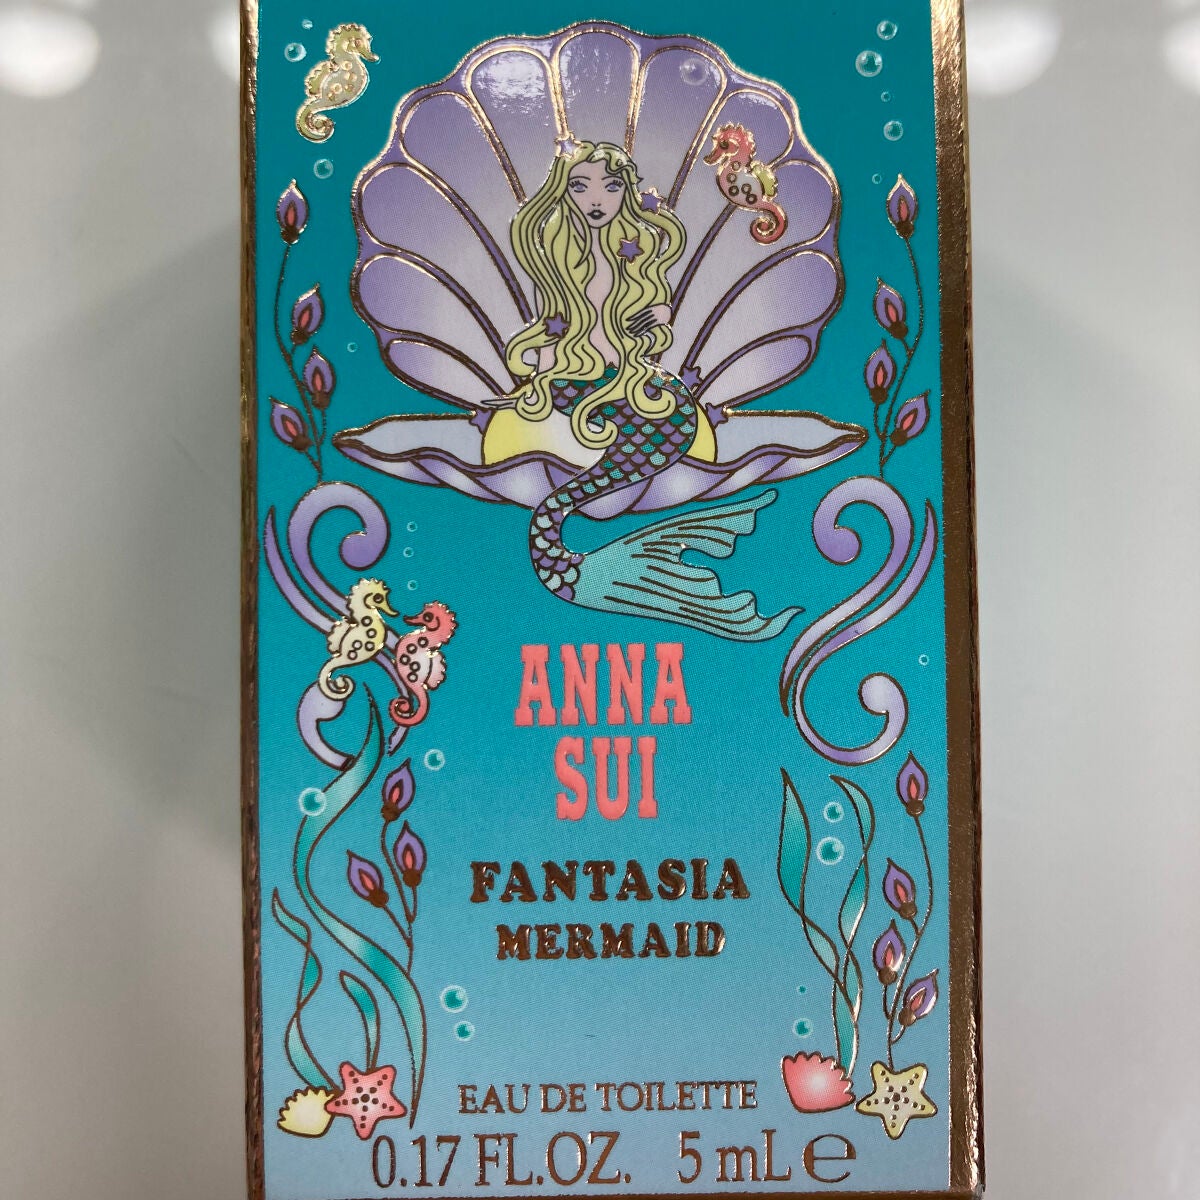 ANNA
SUI
FANTASIA
MERMAID
EAU DE TOILETTE
0.17 FL.OZ. 5 mL ℮